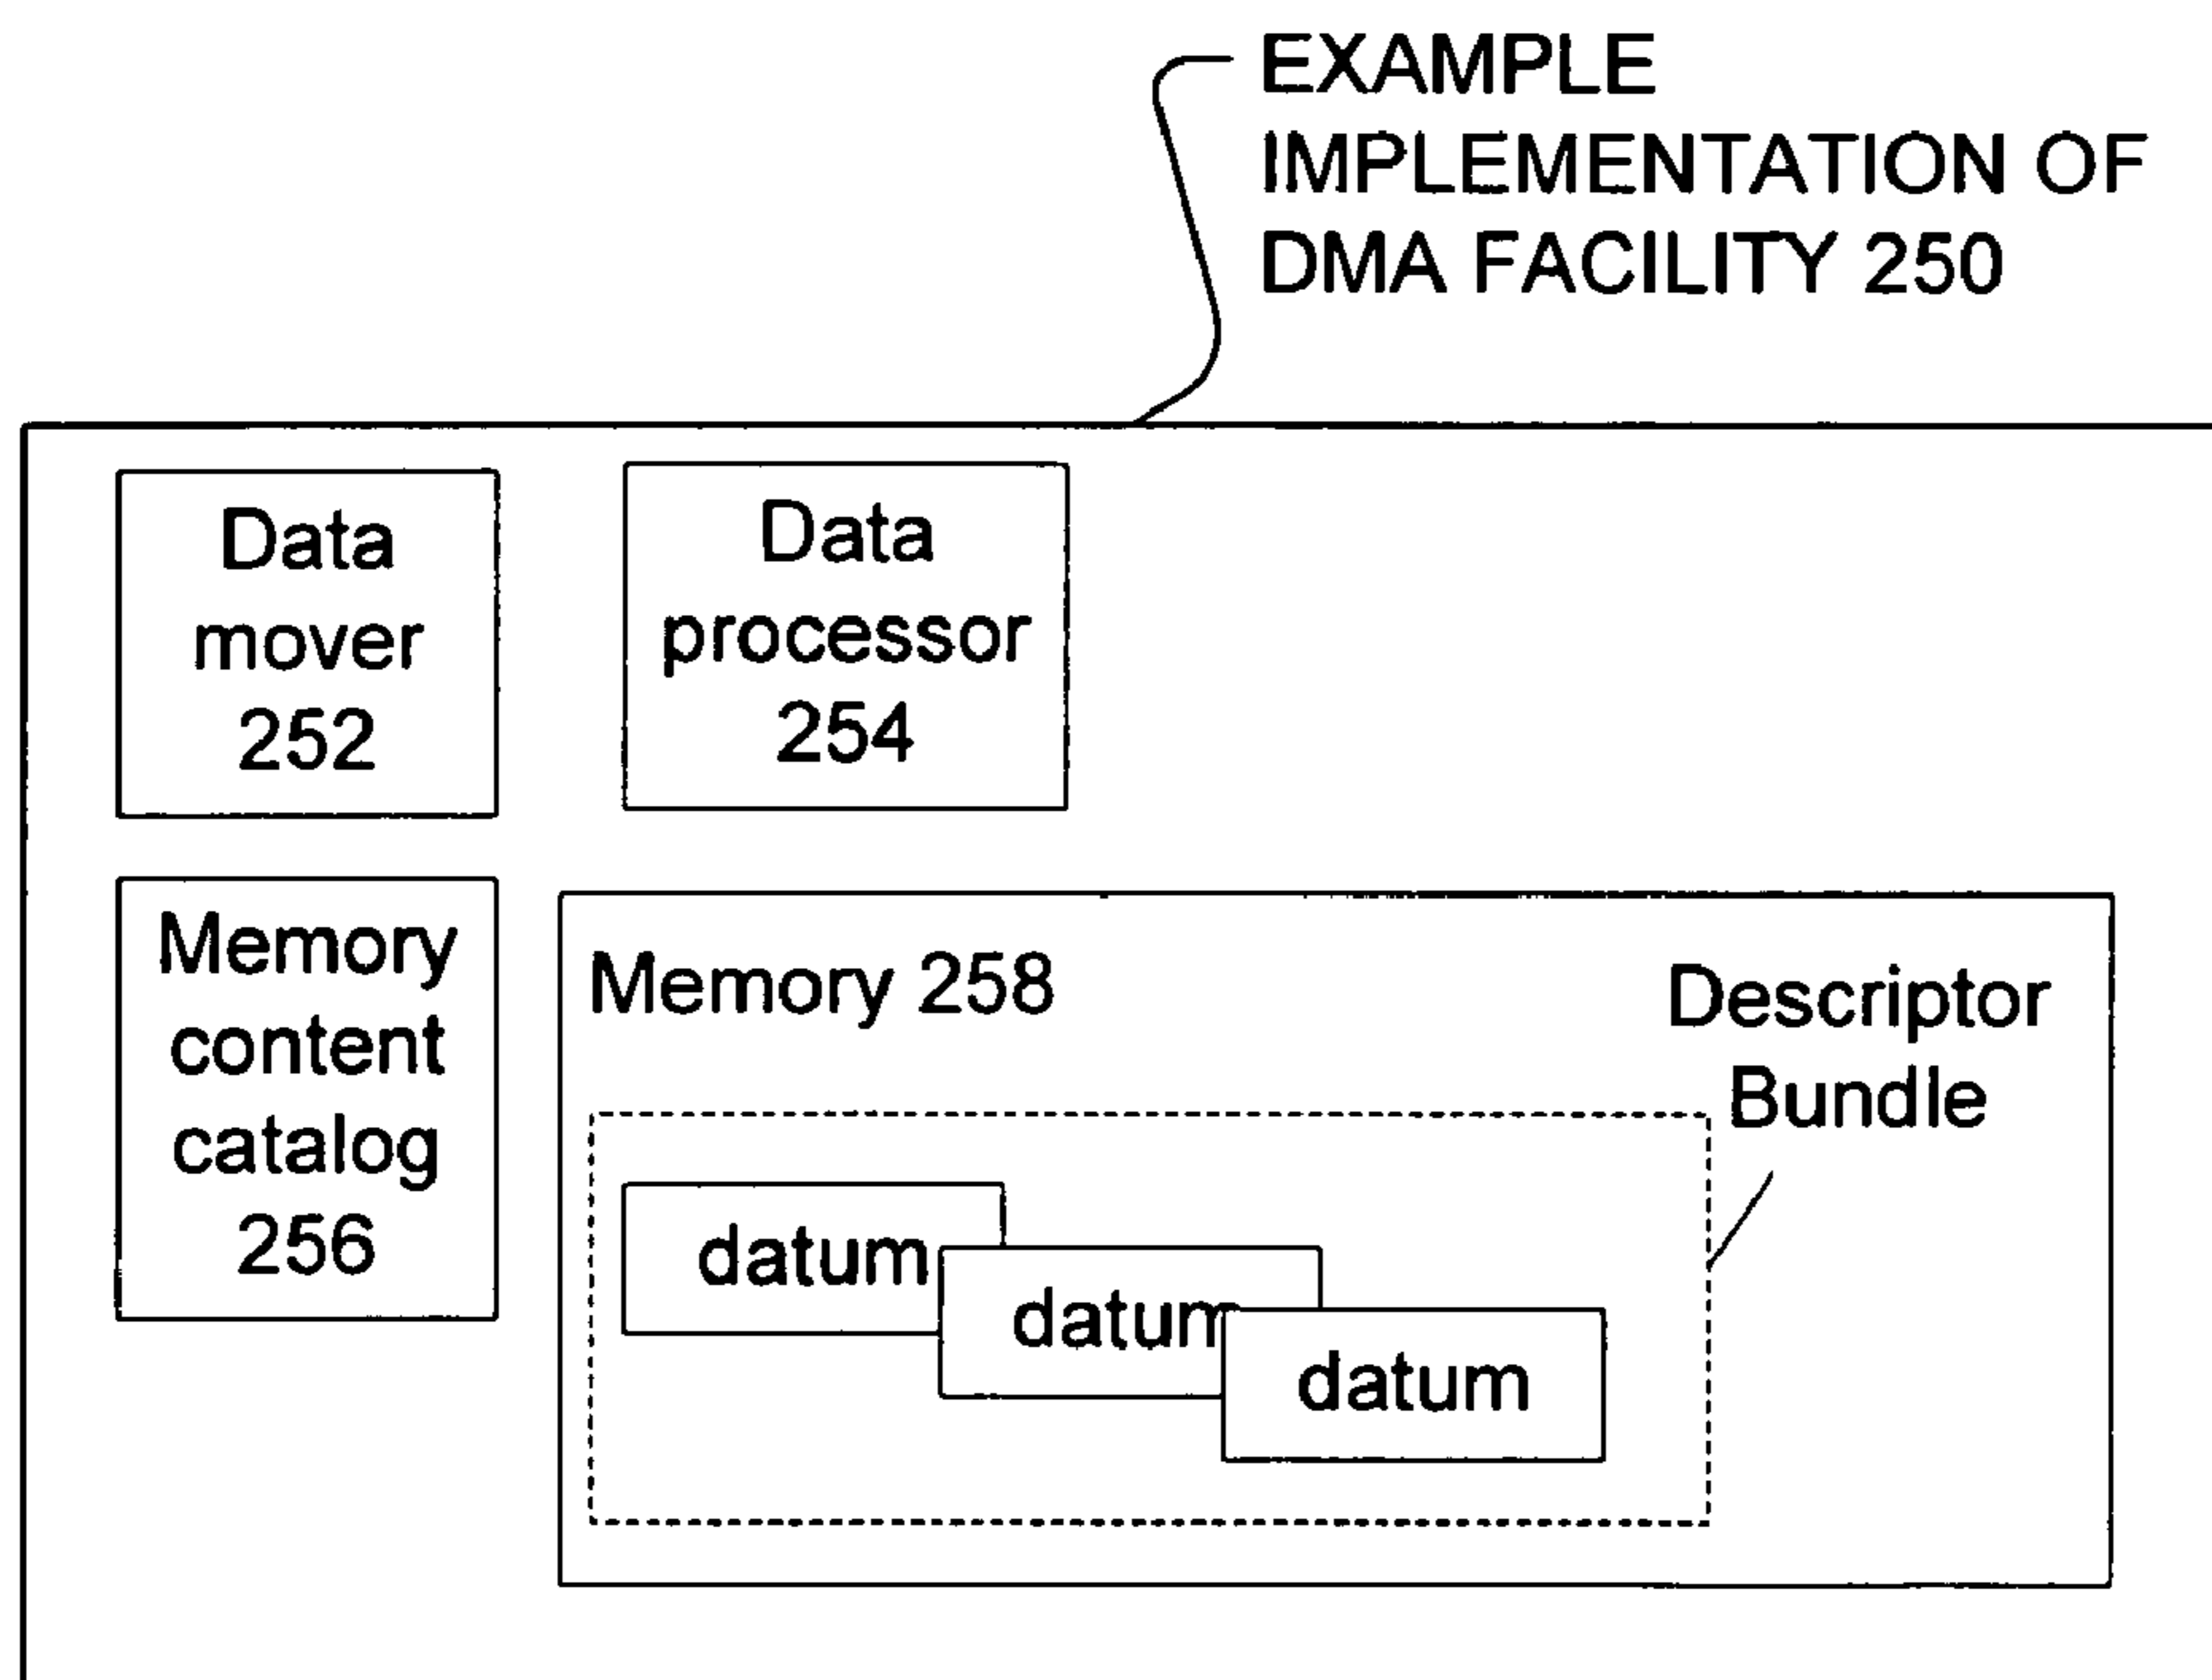 EXAMPLE
IMPLEMENTATION OF
DMA FACILITY 250
Data
mover
252
Data
processor
254
Memory
content
catalog
256
Memory 258
Descriptor
Bundle
datum
datum
datum